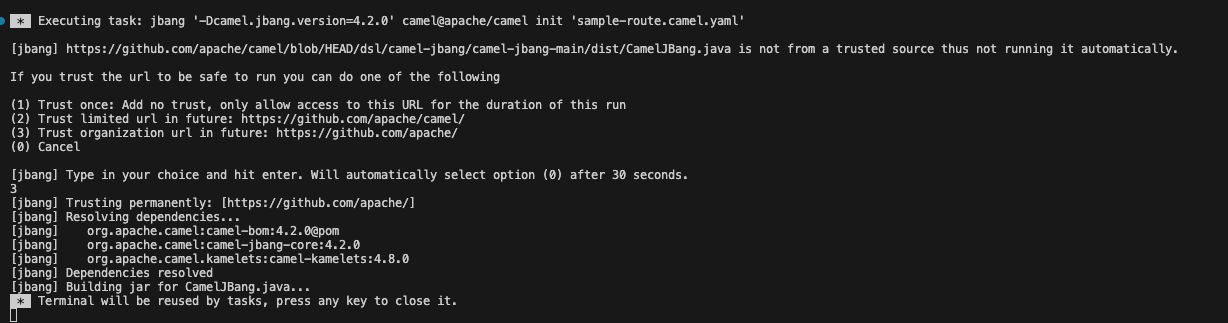 * Executing task: jbang '-Dcamel.jbang.version=4.2.0' camel@apache/camel init 'sample-route.camel.yaml'
[jbang] https://github.com/apache/camel/blob/HEAD/dsl/camel-jbang/camel-jbang-main/dist/CamelJBang.java is not from a trusted source thus not running it automatically.
If you trust the url to be safe to run you can do one of the following
(1) Trust once: Add no trust, only allow access to this URL for the duration of this run
(2) Trust limited url in future: https://github.com/apache/camel/
(3) Trust organization url in future: https://github.com/apache/
(0) Cancel
[jbang] Type in your choice and hit enter. Will automatically select option (0) after 30 seconds.
3
[jbang] Trusting permanently: [https://github.com/apache/]
[jbang] Resolving dependencies...
[jbang]    org.apache.camel:camel-bom:4.2.0@pom
[jbang]    org.apache.camel:camel-jbang-core:4.2.0
[jbang]    org.apache.camel.kamelets:camel-kamelets:4.8.0
[jbang] Dependencies resolved
[jbang] Building jar for CamelJBang.java...
* Terminal will be reused by tasks, press any key to close it.